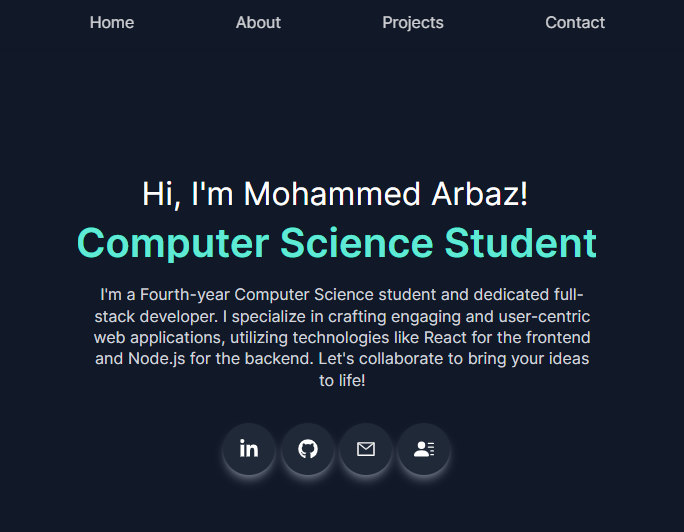 Home About Projects Contact
Hi, I'm Mohammed Arbaz!
Computer Science Student
I'm a Fourth-year Computer Science student and dedicated full-
stack developer. I specialize in crafting engaging and user-centric
web applications, utilizing technologies like React for the frontend
and Node.js for the backend. Let's collaborate to bring your ideas
to life!
in